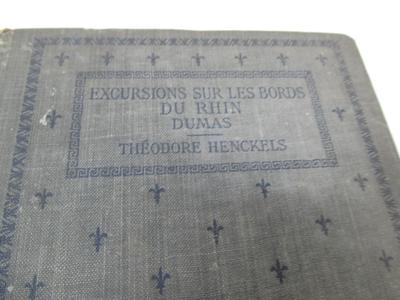 EXCURSIONS SUR LES BORDS
DU RHIN
DUMAS
THÉODORE HENCKELS